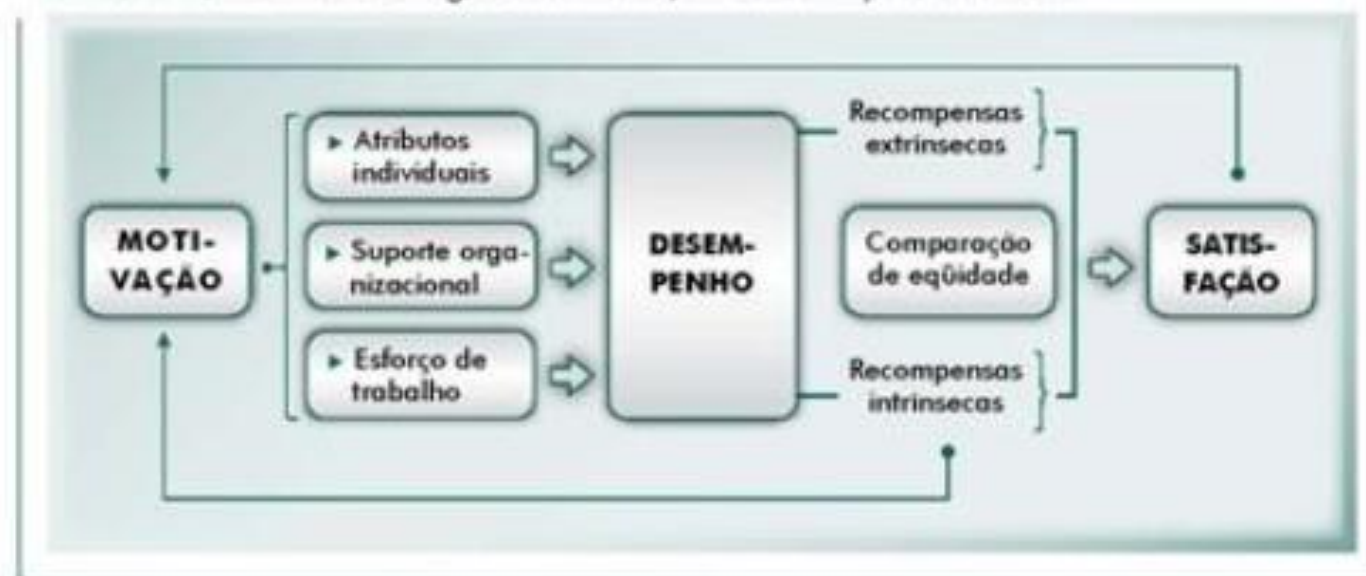 MOTI-
VAÇÃO
▸ Atributos
individuais
▸ Suporte orga-
nizacional
▸ Esforço de
trabalho
DESEM-
PENHO
Recompensas
extrínsecas
Comparação
de eqüidade
Recompensas
intrínsecas
SATIS-
FAÇÃO